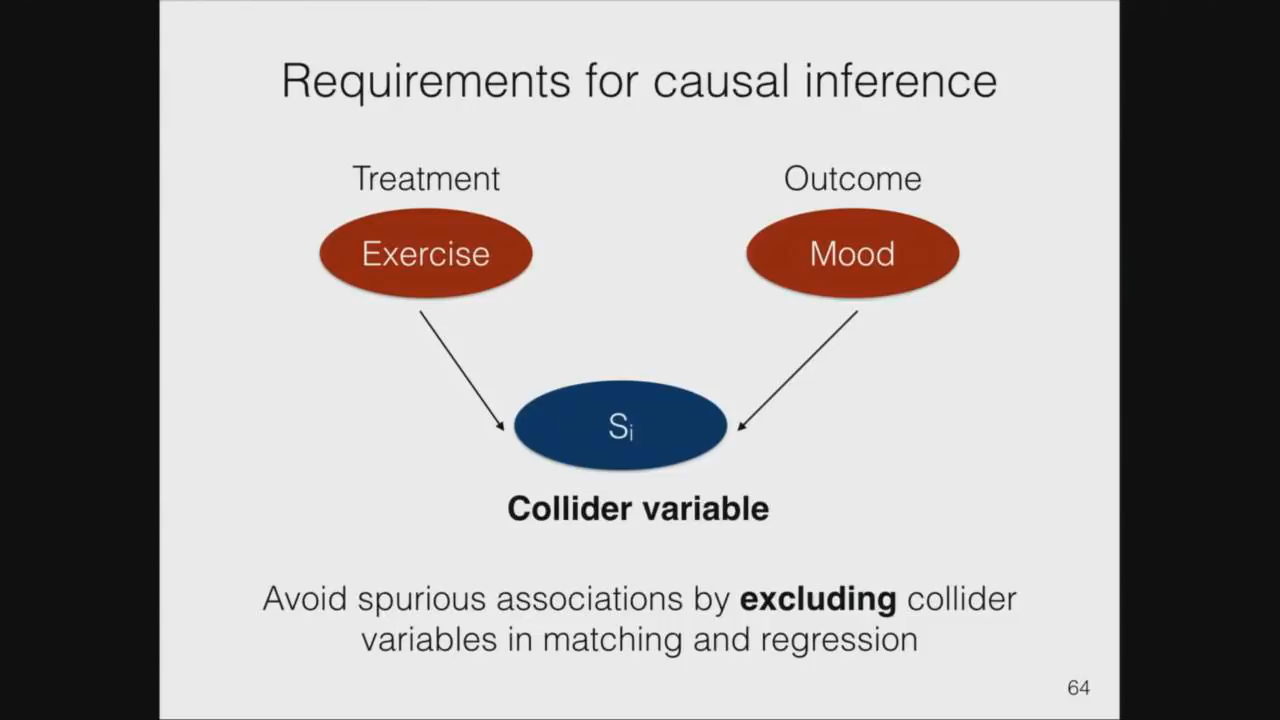 Requirements for causal inference
Treatment
Outcome
Exercise
Mood
Si
Collider variable
Avoid spurious associations by excluding collider
variables in matching and regression
64